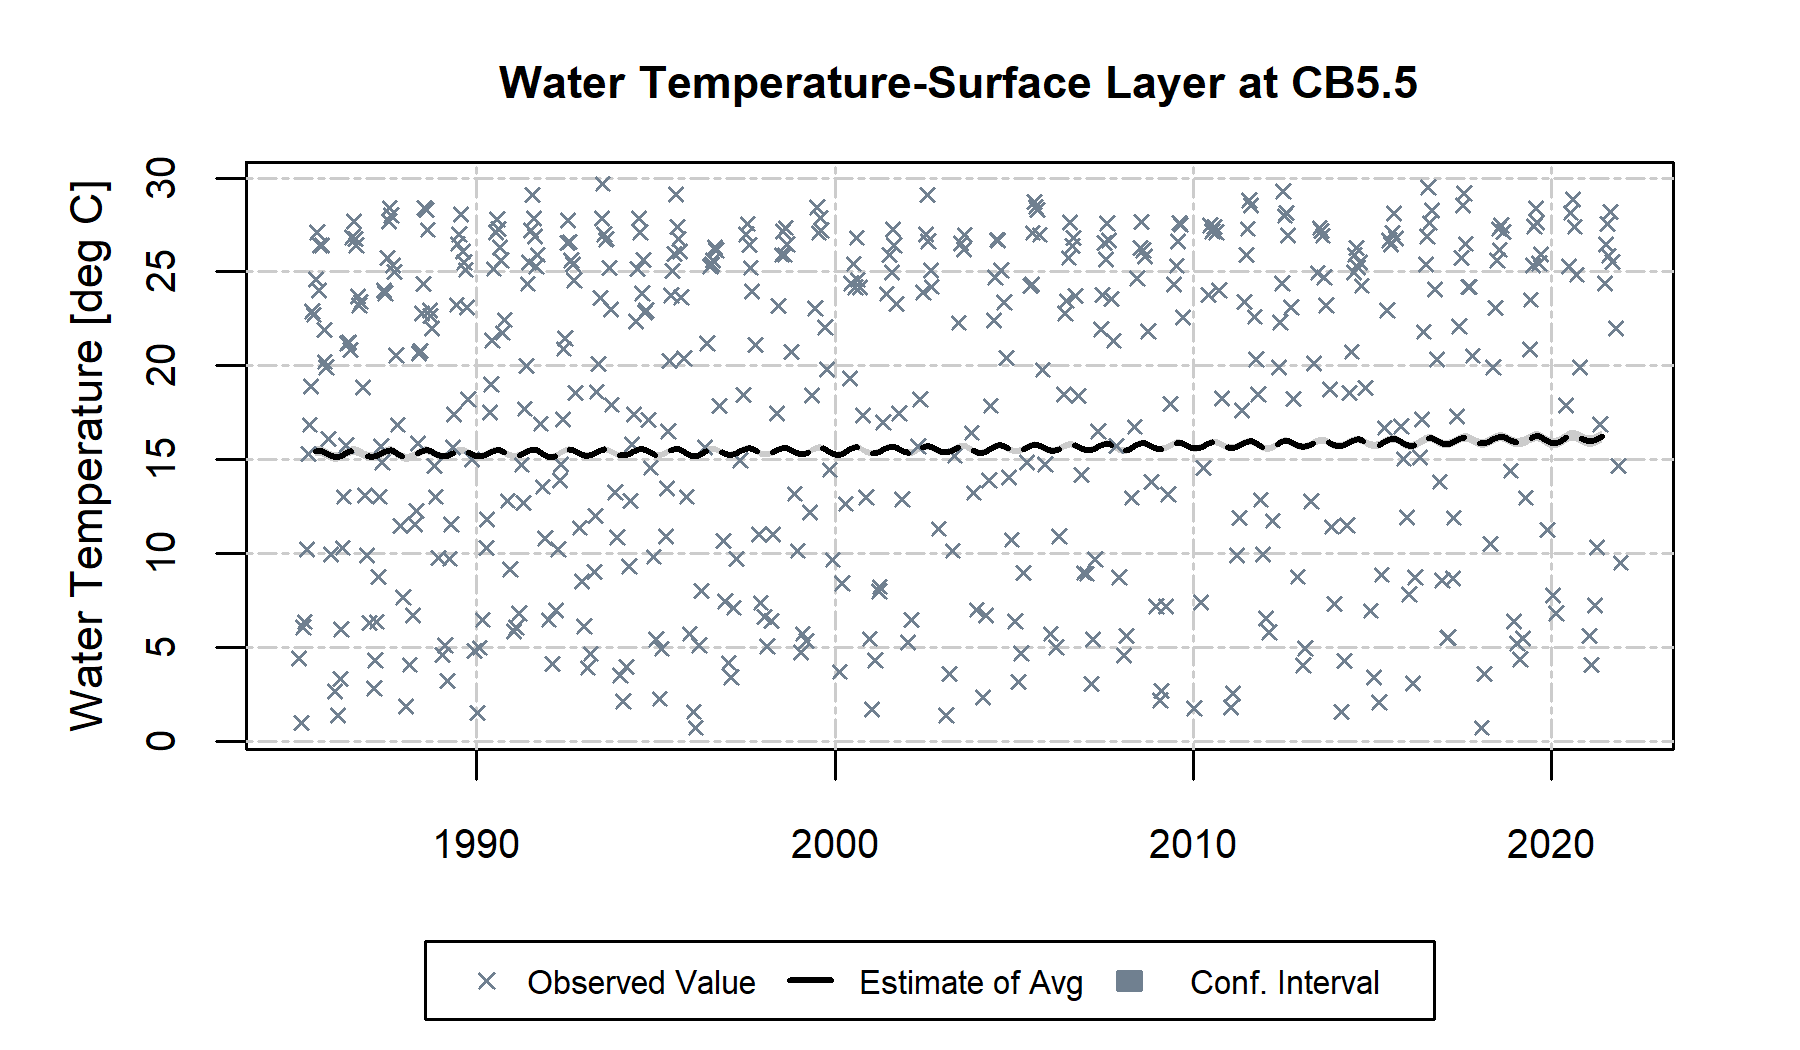 Water Temperature-Surface Layer at CB5.5
Water Temperature [deg C]
30
25
20
15
10
5
0
1990 2000 2010 2020
Observed Value Estimate of Avg Conf. Interval